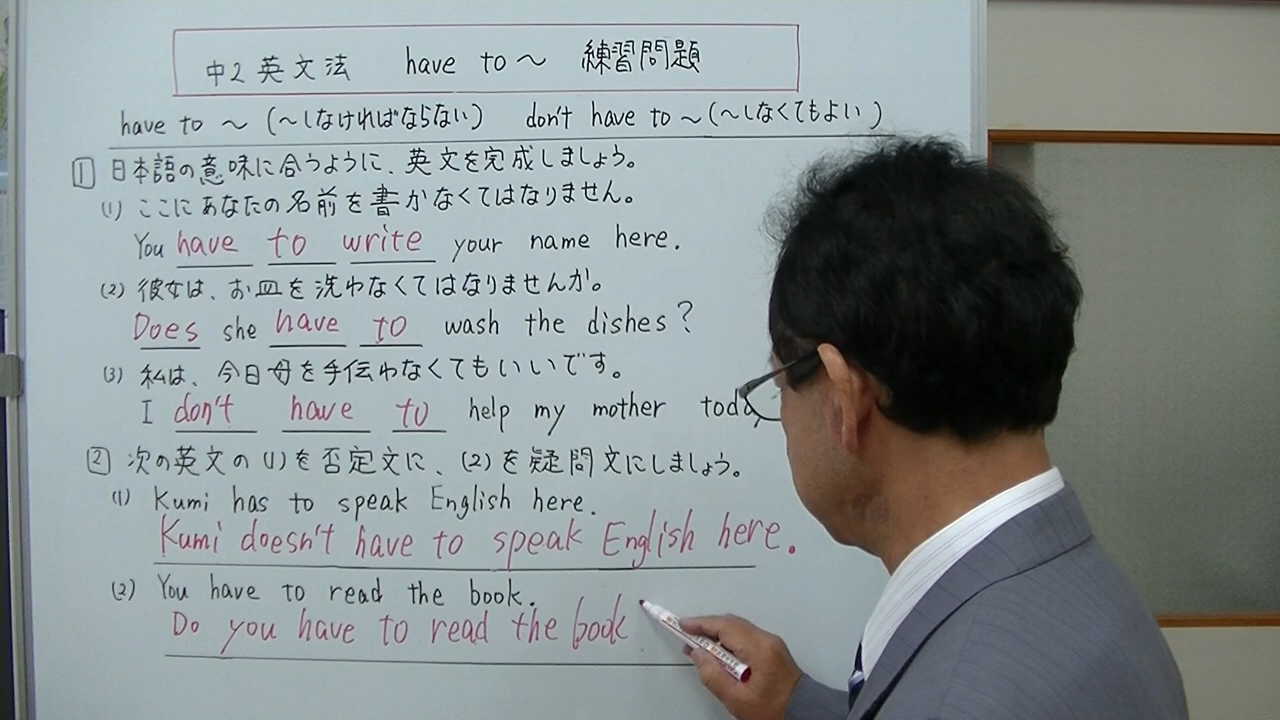 中2英文法 have to ～ 練習問題
have to ～ (～しなければならない) don't have to ～(～しなくてもよい)
1 日本語の意味に合うように、英文を完成しましょう。
(1) ここにあなたの名前を書かなくてはなりません。
You have to write your name here.
(2) 彼女は、お皿を洗わなくてはなりませんか。
Does she have to wash the dishes?
(3) 私は、今日母を手伝わなくてもいいです。
I don't have to help my mother
2 次の英文の(1)を否定文に、(2)を疑問文にしましょう。
(1) Kumi has to speak English here.
Kumi doesn't have to speak English here.
(2) You have to read the book.
Do you have to read the book